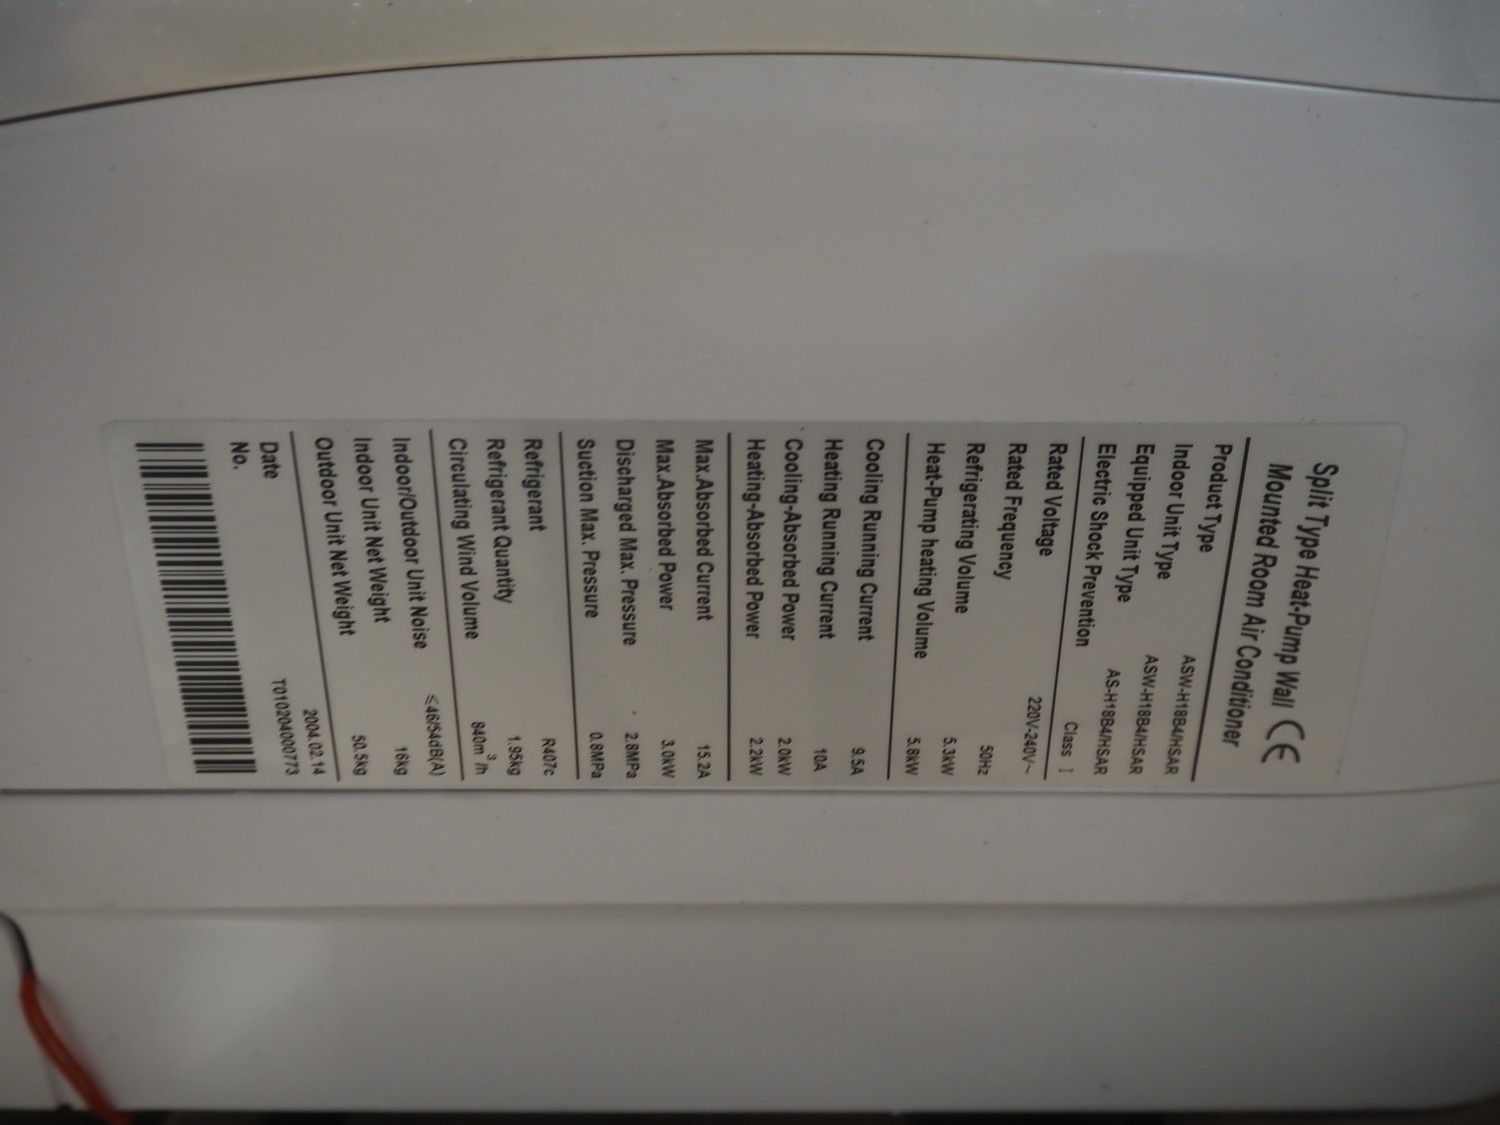 Split Type Heat-Pump Wall
Mounted Room Air Conditioner CE
Product Type ASW-H18B4/HSAR
Indoor Unit Type ASW-H18B4/HSAR
Equipped Unit Type AS-H18B4/HSAR
Electric Shock Prevention Class I
Rated Voltage 220V-240V~
Rated Frequency 50Hz
Refrigerating Volume 5.3kW
Heat-Pump heating Volume 5.8kW
Cooling Running Current 9.5A
Heating Running Current 10A
Cooling-Absorbed Power 2.0kW
Heating-Absorbed Power 2.2kW
Max.Absorbed Current 15.2A
Max.Absorbed Power 3.0kW
Discharged Max. Pressure 2.8MPa
Suction Max. Pressure 0.8MPa
Refrigerant R407c
Refrigerant Quantity 1.95kg
Circulating Wind Volume 840m³/h
Indoor/Outdoor Unit Noise ≤46/54dB(A)
Indoor Unit Net Weight 16kg
Outdoor Unit Net Weight 50.5kg
Date 2004.02.14
No. T01020400773